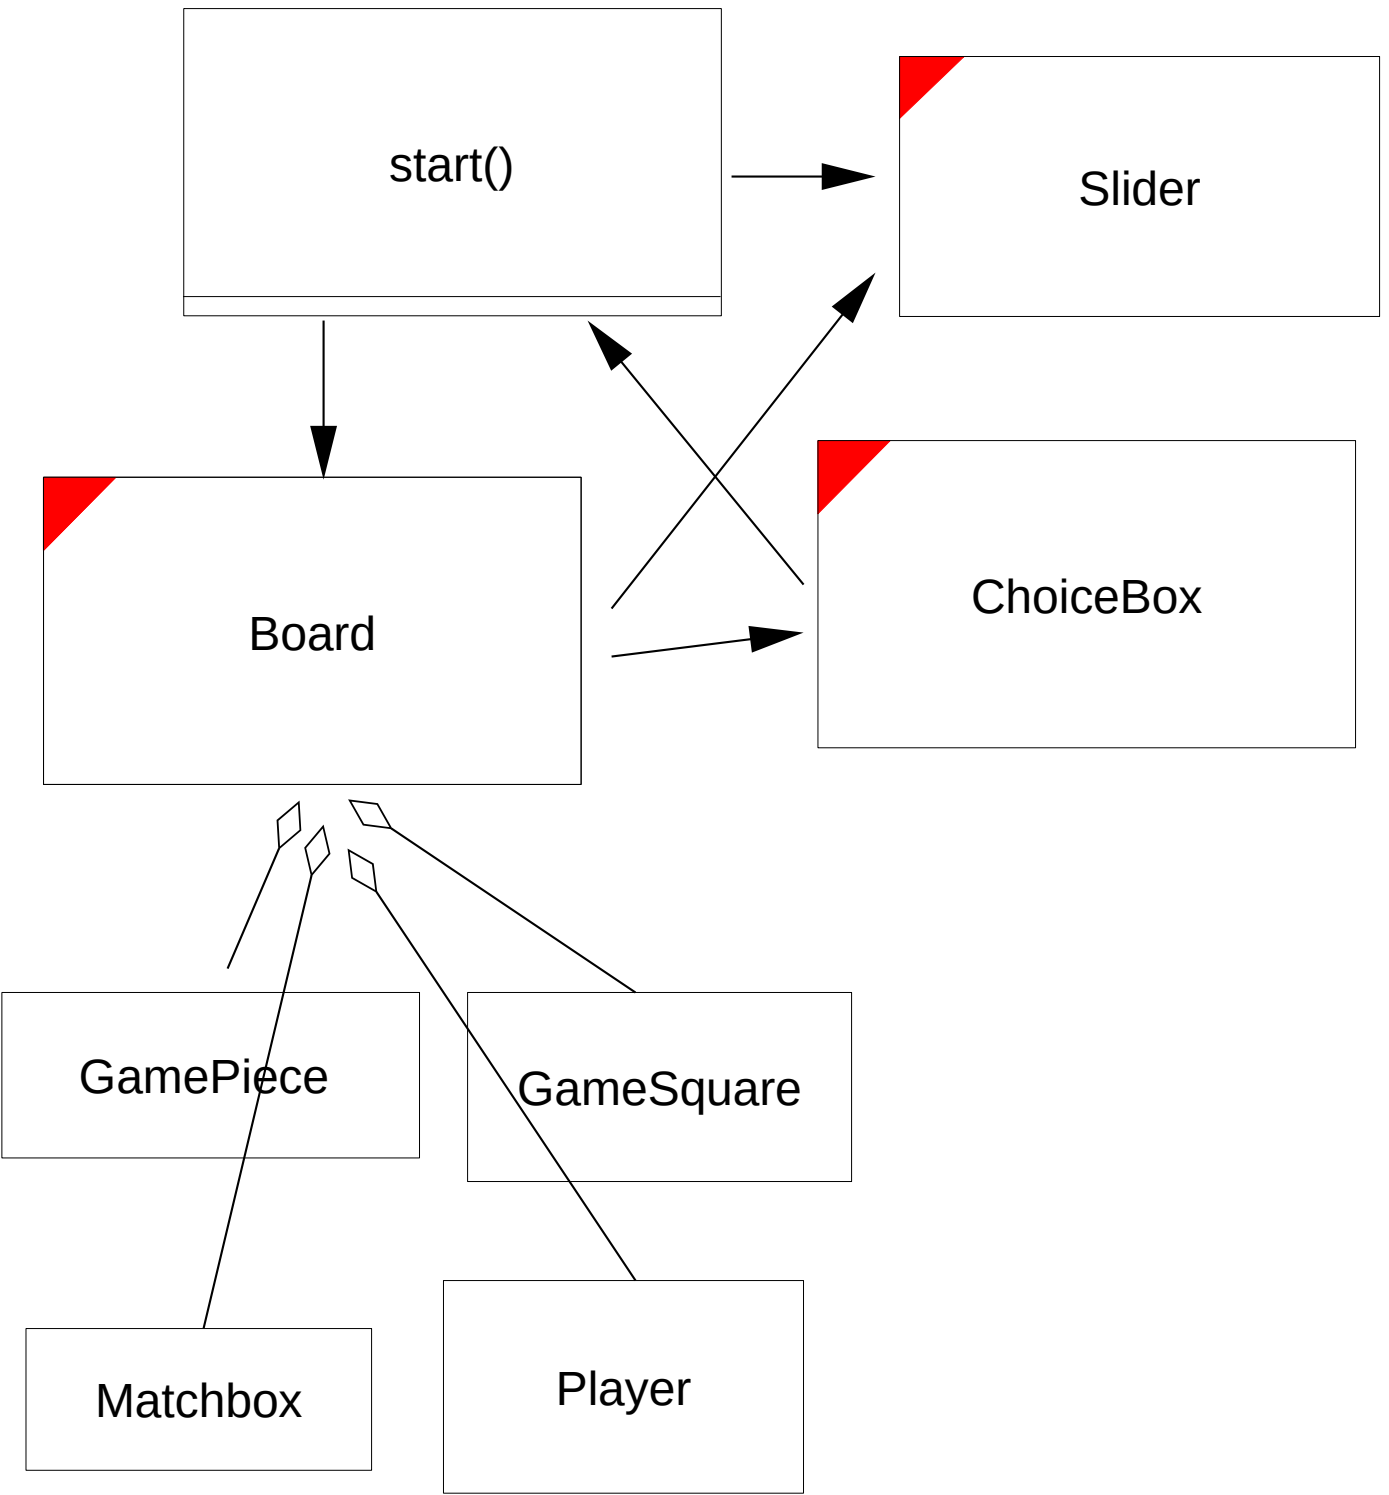 start()
Slider
ChoiceBox
Board
GamePiece
GameSquare
Matchbox
Player